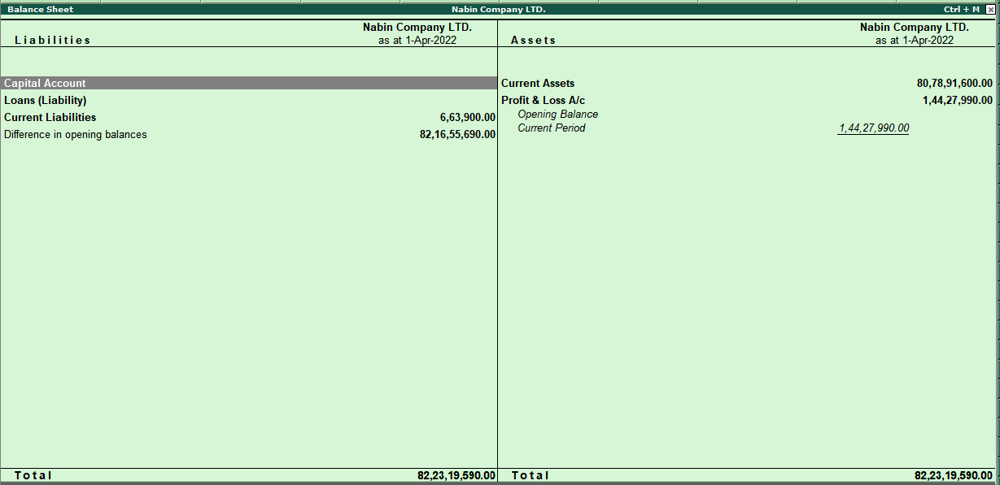 Balance Sheet Nabin Company LTD. Ctrl + M x
Nabin Company LTD. Nabin Company LTD.
Liabilities as at 1-Apr-2022 Assets as at 1-Apr-2022
Capital Account Current Assets 80,78,91,600.00
Loans (Liability) Profit & Loss A/c 1,44,27,990.00
Opening Balance
Current Liabilities 6,63,900.00
Current Period 1,44,27,990.00
Difference in opening balances 82,16,55,690.00
Total 82,23,19,590.00 Total 82,23,19,590.00